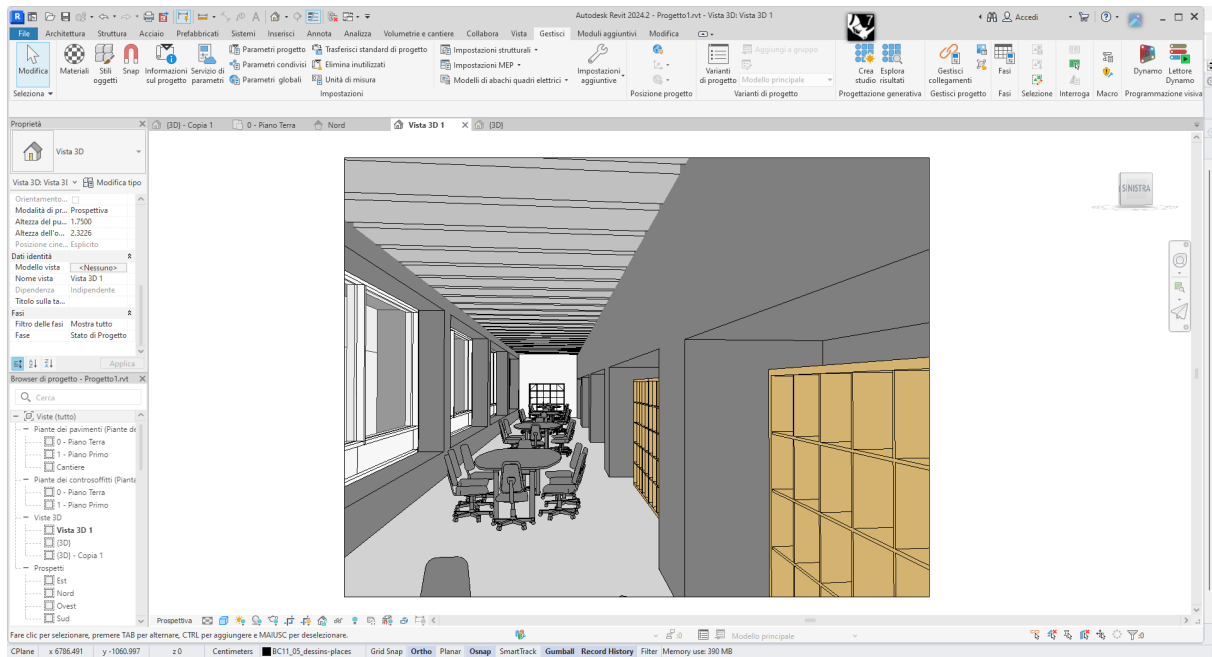 Autodesk Revit 2024.2 - Progetto1.rvt - Vista 3D: Vista 3D 1
Accedi
File Architettura Struttura Acciaio Prefabbricati Sistemi Inserisci Annota Analizza Volumetrie e cantiere Collabora Vista Gestisci Moduli aggiuntivi Modifica
Modifica
Materiali
Stili oggetti
Snap
Informazioni sul progetto
Servizio di parametri
Parametri progetto
Parametri condivisi
Parametri globali
Trasferisci standard di progetto
Elimina inutilizzati
Unità di misura
Impostazioni strutturali
Impostazioni MEP
Modelli di abachi quadri elettrici
Impostazioni aggiuntive
Varianti di progetto
Aggiungi a gruppo
Modello principale
Crea studio
Esplora risultati
Gestisci collegamenti
Fasi
Dynamo
Lettore Dynamo
Seleziona
Impostazioni
Posizione progetto
Varianti di progetto
Progettazione generativa
Gestisci progetto
Fasi
Selezione
Interroga
Macro
Programmazione visiva
Proprietà
{3D} - Copia 1
0 - Piano Terra
Nord
Vista 3D 1
{3D}
Vista 3D
Vista 3D: Vista 3I
Modifica tipo
Orientamento...
Modalità di pr... Prospettiva
Altezza del pu... 1.7500
Altezza dell'o... 2.3226
Posizione cine... Esplicito
Dati identità
Modello vista <Nessuno>
Nome vista Vista 3D 1
Dipendenza Indipendente
Titolo sulla ta...
Fasi
Filtro delle fasi Mostra tutto
Fase Stato di Progetto
Applica
Browser di progetto - Progetto1.rvt
Cerca
Viste (tutto)
Piante dei pavimenti (Piante de
0 - Piano Terra
1 - Piano Primo
Cantiere
Piante dei controsoffitti (Pianta
0 - Piano Terra
1 - Piano Primo
Viste 3D
Vista 3D 1
{3D}
{3D} - Copia 1
Prospetti
Est
Nord
Ovest
Sud
SINISTRA
Prospettiva
Fare clic per selezionare, premere TAB per alternare, CTRL per aggiungere e MAIUSC per deselezionare.
:0
Modello principale
:0
CPlane x 6786.491 y -1060.997 z 0 Centimeters BC11_05_dessins-places Grid Snap Ortho Planar Osnap SmartTrack Gumball Record History Filter Memory use: 390 MB